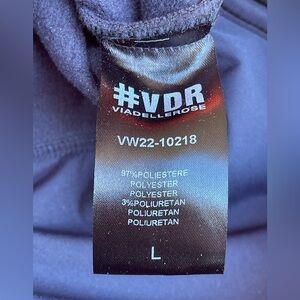 #VDR
VIADELLEROSE
VW22-10218
97%POLIESTERE
POLYESTER
POLYESTER
3%POLIURETAN
POLIURETAN
POLIURETAN
L